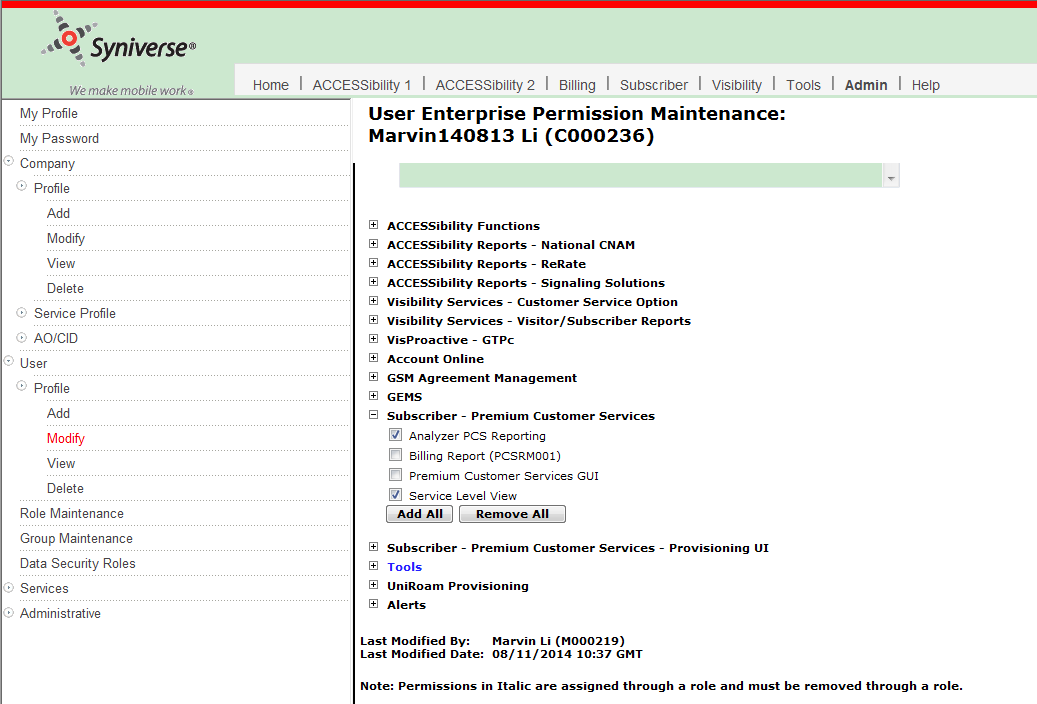 Syniverse®
We make mobile work®
Home | ACCESSibility 1 | ACCESSibility 2 | Billing | Subscriber | Visibility | Tools | Admin | Help
My Profile
My Password
Company
Profile
Add
Modify
View
Delete
Service Profile
AO/CID
User
Profile
Add
Modify
View
Delete
Role Maintenance
Group Maintenance
Data Security Roles
Services
Administrative
User Enterprise Permission Maintenance:
Marvin140813 Li (C000236)
ACCESSibility Functions
ACCESSibility Reports - National CNAM
ACCESSibility Reports - ReRate
ACCESSibility Reports - Signaling Solutions
Visibility Services - Customer Service Option
Visibility Services - Visitor/Subscriber Reports
VisProactive - GTPc
Account Online
GSM Agreement Management
GEMS
Subscriber - Premium Customer Services
Analyzer PCS Reporting
Billing Report (PCSRM001)
Premium Customer Services GUI
Service Level View
Add All Remove All
Subscriber - Premium Customer Services - Provisioning UI
Tools
UniRoam Provisioning
Alerts
Last Modified By: Marvin Li (M000219)
Last Modified Date: 08/11/2014 10:37 GMT
Note: Permissions in Italic are assigned through a role and must be removed through a role.